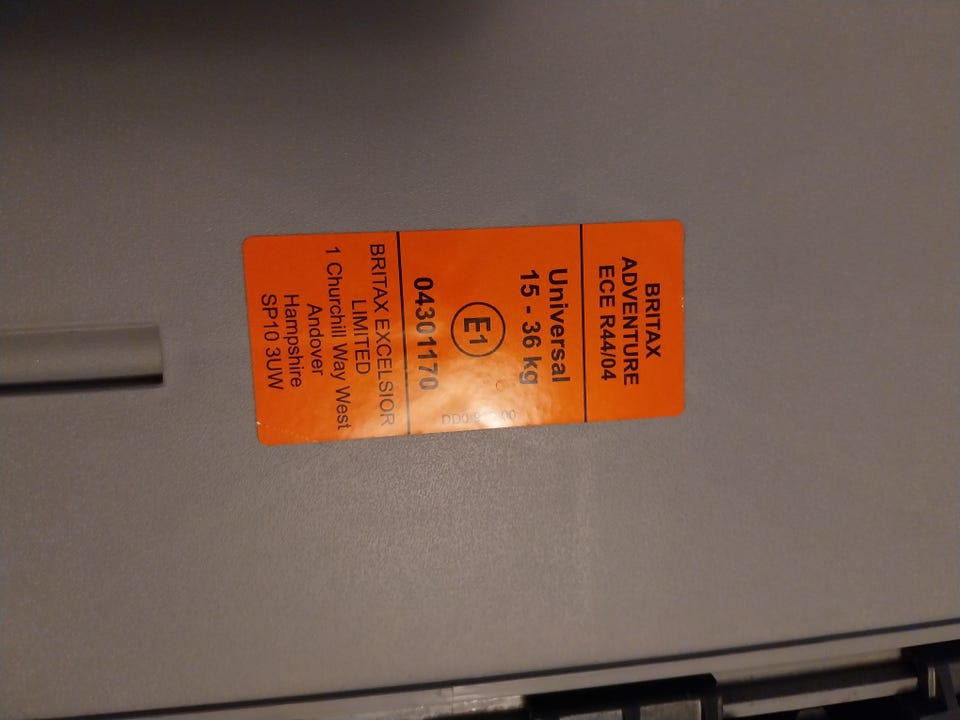 BRITAX
ADVENTURE
ECE R44/04
Universal
15 - 36 kg
E1
04301170
BRITAX EXCELSIOR
LIMITED
1 Churchill Way West
Andover
Hampshire
SP10 3UW